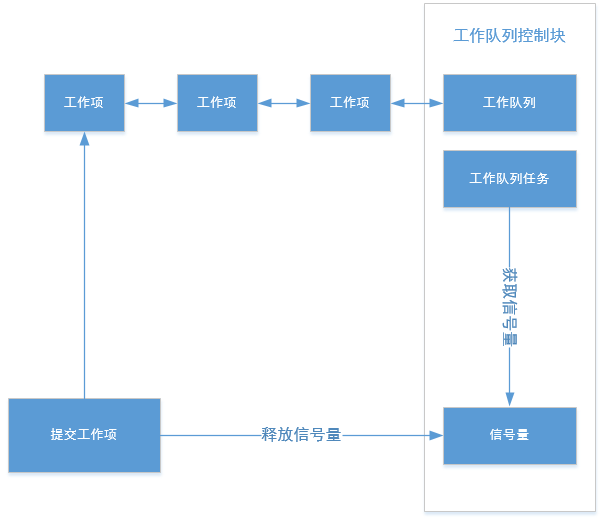 工作队列控制块
工作项
工作项
工作项
工作队列
工作队列任务
获取信号量
提交工作项
释放信号量
信号量